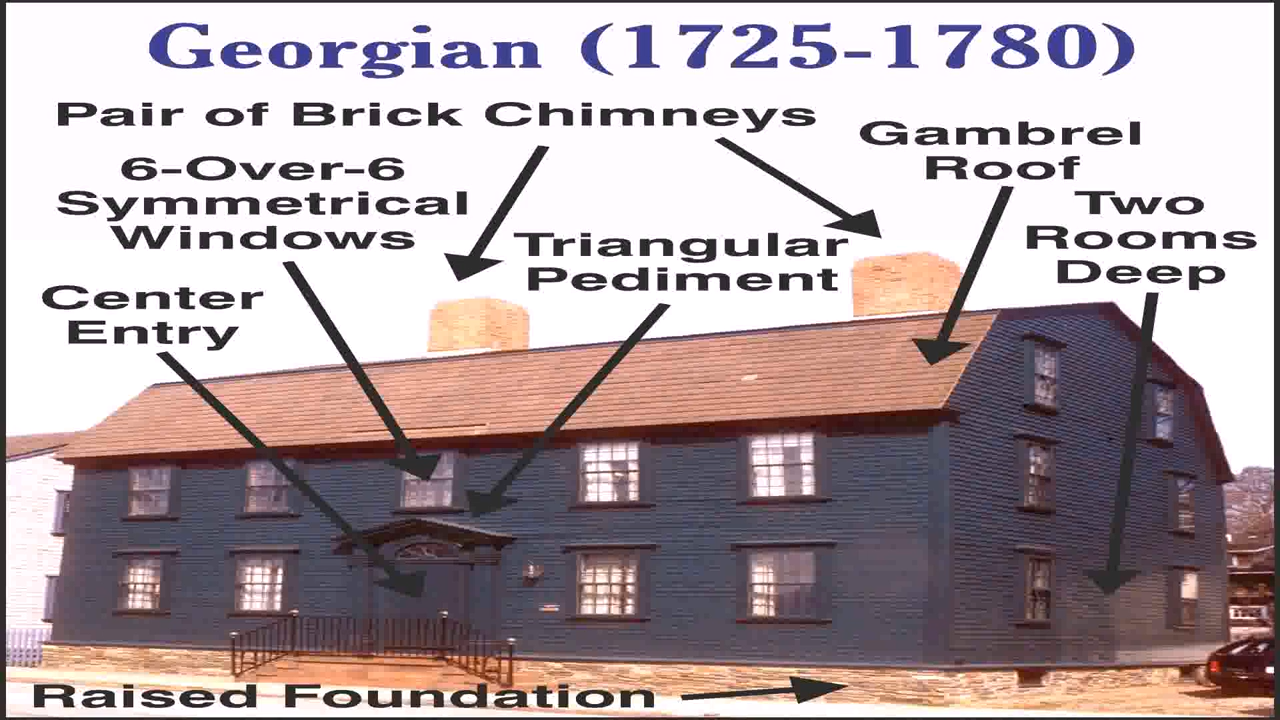 Georgian (1725-1780)
Pair of Brick Chimneys
Gambrel
Roof
6-Over-6
Symmetrical
Windows
Two
Rooms
Deep
Triangular
Pediment
Center
Entry
Raised Foundation